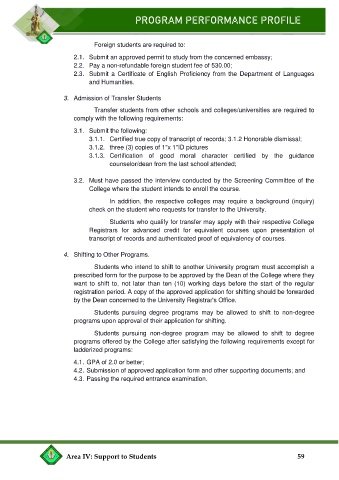 PROGRAM PERFORMANCE PROFILE
Foreign students are required to:
2.1. Submit an approved permit to study from the concerned embassy;
2.2. Pay a non-refundable foreign student fee of 530.00;
2.3. Submit a Certificate of English Proficiency from the Department of Languages
and Humanities.
3. Admission of Transfer Students
Transfer students from other schools and colleges/universities are required to
comply with the following requirements:
3.1. Submit the following:
3.1.1. Certified true copy of transcript of records; 3.1.2 Honorable dismissal;
3.1.2. three (3) copies of 1"x 1"ID pictures
3.1.3. Certification of good moral character certified by the guidance
counselor/dean from the last school attended;
3.2. Must have passed the interview conducted by the Screening Committee of the
College where the student intends to enroll the course.
In addition, the respective colleges may require a background (inquiry)
check on the student who requests for transfer to the University.
Students who qualify for transfer may apply with their respective College
Registrars for advanced credit for equivalent courses upon presentation of
transcript of records and authenticated proof of equivalency of courses.
4. Shifting to Other Programs.
Students who intend to shift to another University program must accomplish a
prescribed form for the purpose to be approved by the Dean of the College where they
want to shift to, not later than ten (10) working days before the start of the regular
registration period. A copy of the approved application for shifting should be forwarded
by the Dean concerned to the University Registrar's Office.
Students pursuing degree programs may be allowed to shift to non-degree
programs upon approval of their application for shifting.
Students pursuing non-degree program may be allowed to shift to degree
programs offered by the College after satisfying the following requirements except for
ladderized programs:
4.1. GPA of 2.0 or better;
4.2. Submission of approved application form and other supporting documents; and
4.3. Passing the required entrance examination.
Area IV: Support to Students 59